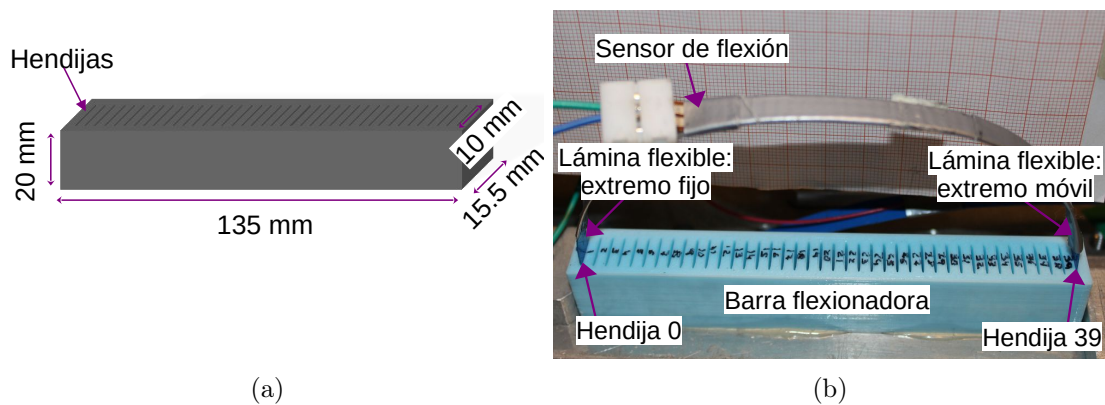 Hendijas
20 mm
135 mm
10 mm
15.5 mm
(a)
Sensor de flexión
Lámina flexible:
extremo fijo
Lámina flexible:
extremo móvil
Barra flexionadora
Hendija 0
Hendija 39
(b)